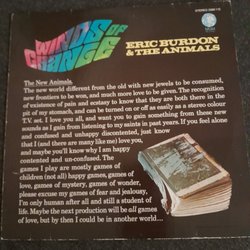 STEREO 2354 110
WINDS OF
CHANGE
ERIC BURDON
& THE ANIMALS
The New Animals.
The new world different from the old with new jewels to be consumed,
new frontiers to be won, and much more love to be given. The recognition
of existence of pain and ecstasy to know that they are both there in the
pit of my stomach, and can be turned on or off as easily as a stereo colour
T.V. set. I love you all, and want you to gain something from these new
sounds as I gain from listening to my saints in past years. If you feel alone
and confused and unhappy discontented, just know
that I (and there are many like me) love you,
and maybe you'll know why I am happy
contented and un-confused. The
games I play are mostly games of
children (not all) happy games, games of
love, games of mystery, games of wonder,
please excuse my games of fear and jealousy,
I'm only human after all and still a student of
life. Maybe the next production will be all games
of love, but by then I could be in another world...